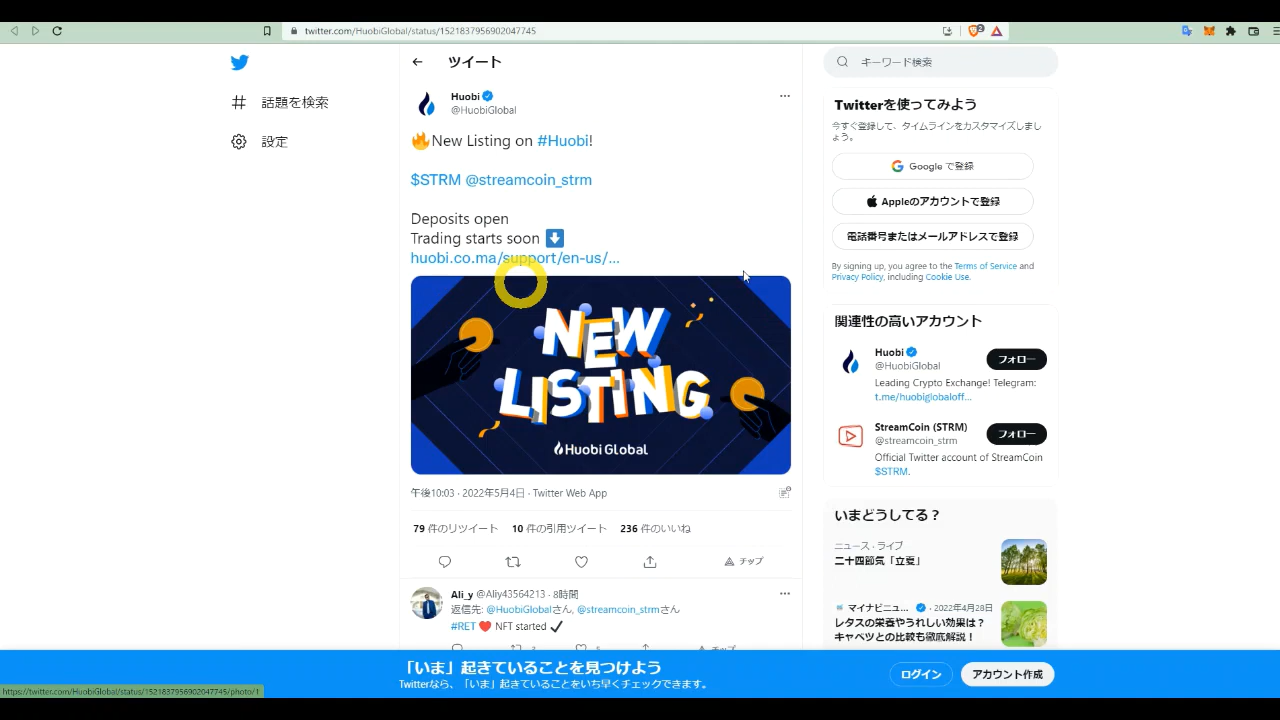 twitter.com/HuobiGlobal/status/1521837956902047745
話題を検索
設定
ツイート
Huobi
@HuobiGlobal
🔥New Listing on #Huobi!
$STRM @streamcoin_strm
Deposits open
Trading starts soon ⬇
huobi.co.ma/support/en-us/...
NEW
LISTING
Huobi Global
午後10:03 · 2022年5月4日 · Twitter Web App
79 件のリツイート 10 件の引用ツイート 236 件のいいね
チップ
Ali_y @Aliy43564213 · 8時間
返信先: @HuobiGlobalさん, @streamcoin_strmさん
#RET ❤ NFT started ✔
キーワード検索
Twitterを使ってみよう
今すぐ登録して、タイムラインをカスタマイズしましょう。
Google で登録
Appleのアカウントで登録
電話番号またはメールアドレスで登録
By signing up, you agree to the Terms of Service and
Privacy Policy, including Cookie Use.
関連性の高いアカウント
Huobi
@HuobiGlobal
フォロー
Leading Crypto Exchange! Telegram:
t.me/huobiglobaloff...
StreamCoin (STRM)
@streamcoin_strm
フォロー
Official Twitter account of StreamCoin
$STRM.
いまどうしてる？
ニュース · ライブ
二十四節気「立夏」
マイナビニュ... · 2022年4月28日
レタスの栄養やうれしい効果は？
キャベツとの比較も徹底解説！
「いま」起きていることを見つけよう
Twitterなら、「いま」起きていることをいち早くチェックできます。
ログイン
アカウント作成
https://twitter.com/HuobiGlobal/status/1521837956902047745/photo/1